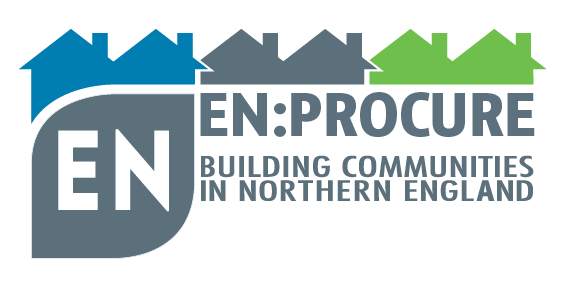 EN
EN:PROCURE
BUILDING COMMUNITIES
IN NORTHERN ENGLAND